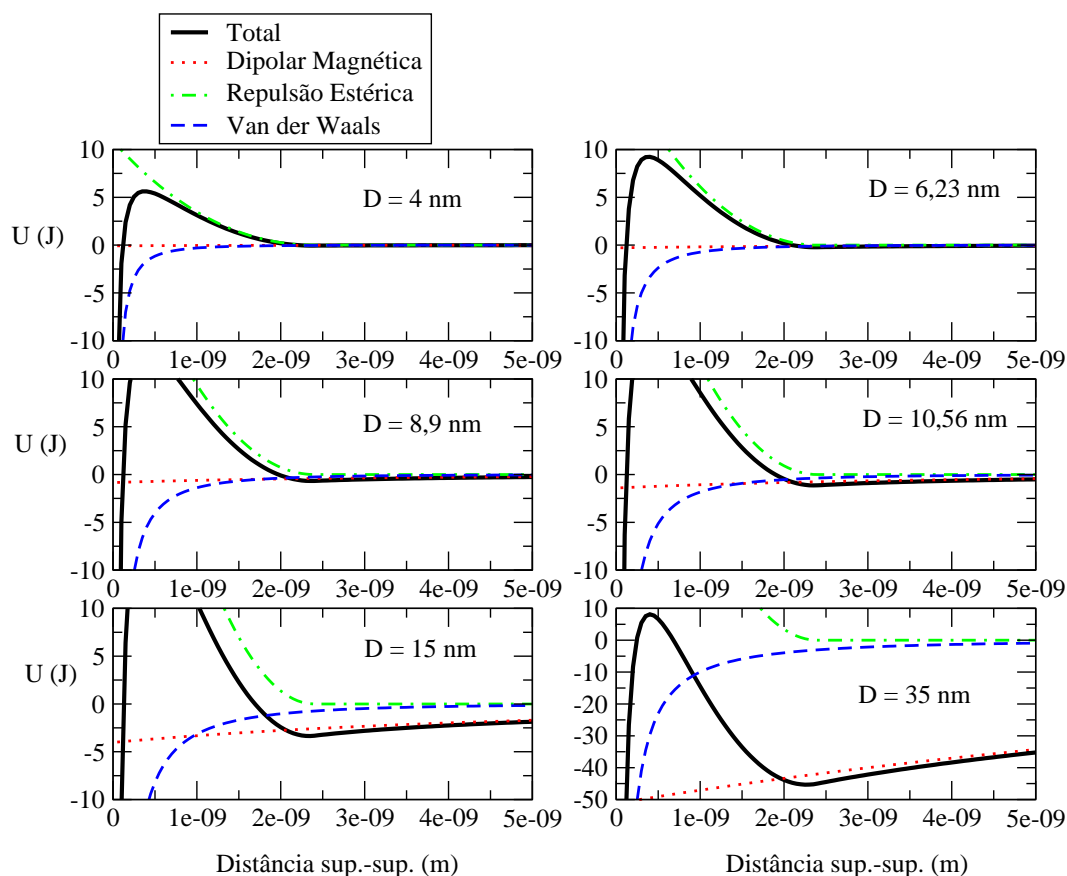 Total
Dipolar Magnética
Repulsão Estérica
Van der Waals
10
5
0
-5
-10
U (J)
D = 4 nm
0 1e-09 2e-09 3e-09 4e-09 5e-09
10
5
0
-5
-10
D = 6,23 nm
0 1e-09 2e-09 3e-09 4e-09 5e-09
10
5
0
-5
-10
U (J)
D = 8,9 nm
0 1e-09 2e-09 3e-09 4e-09 5e-09
10
5
0
-5
-10
D = 10,56 nm
0 1e-09 2e-09 3e-09 4e-09 5e-09
10
5
0
-5
-10
U (J)
D = 15 nm
0 1e-09 2e-09 3e-09 4e-09 5e-09
Distância sup.-sup. (m)
10
0
-10
-20
-30
-40
-50
D = 35 nm
0 1e-09 2e-09 3e-09 4e-09 5e-09
Distância sup.-sup. (m)